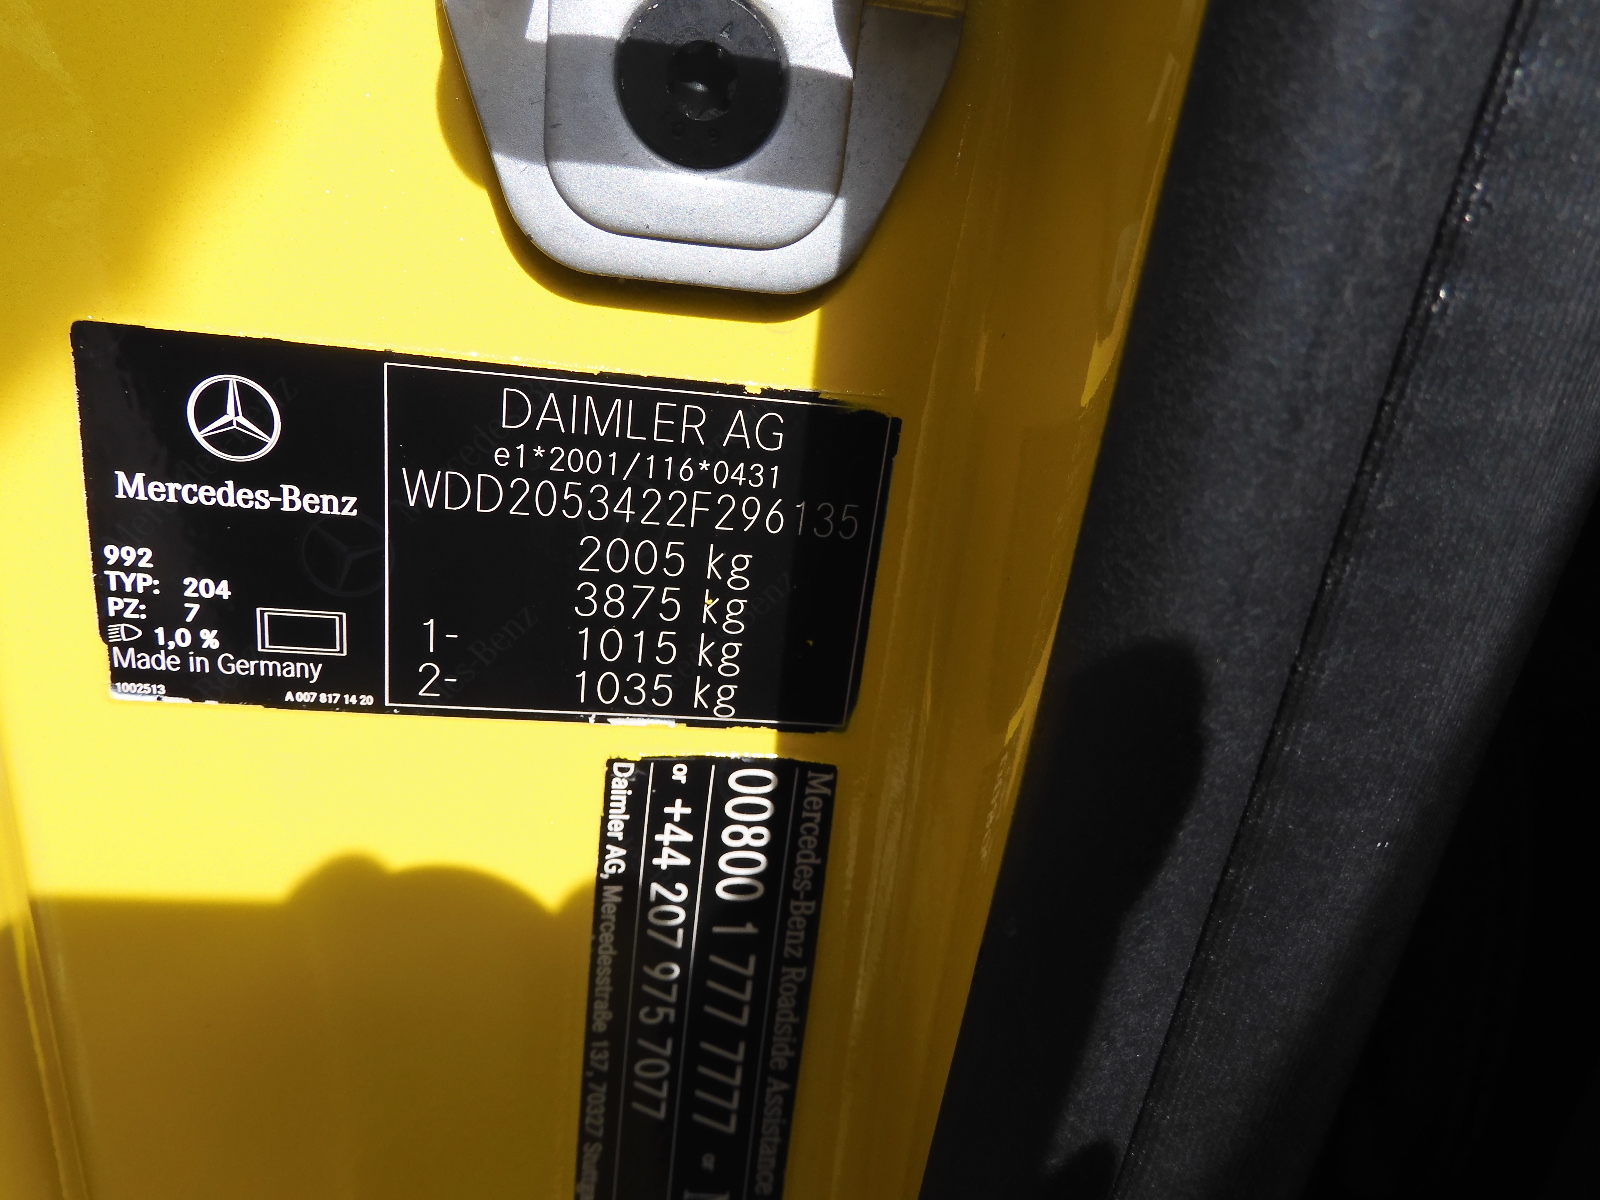 Mercedes-Benz
992
TYP: 204
PZ: 7
1,0 %
Made in Germany
1002513
A 007 817 14 20
DAIMLER AG
e1*2001/116*0431
WDD2053422F296135
2005 kg
3875 kg
1- 1015 kg
2- 1035 kg
Mercedes-Benz Roadside Assistance
00800 1 777 7777 or
or +44 207 975 7077
Daimler AG, Mercedesstraße 137, 70327